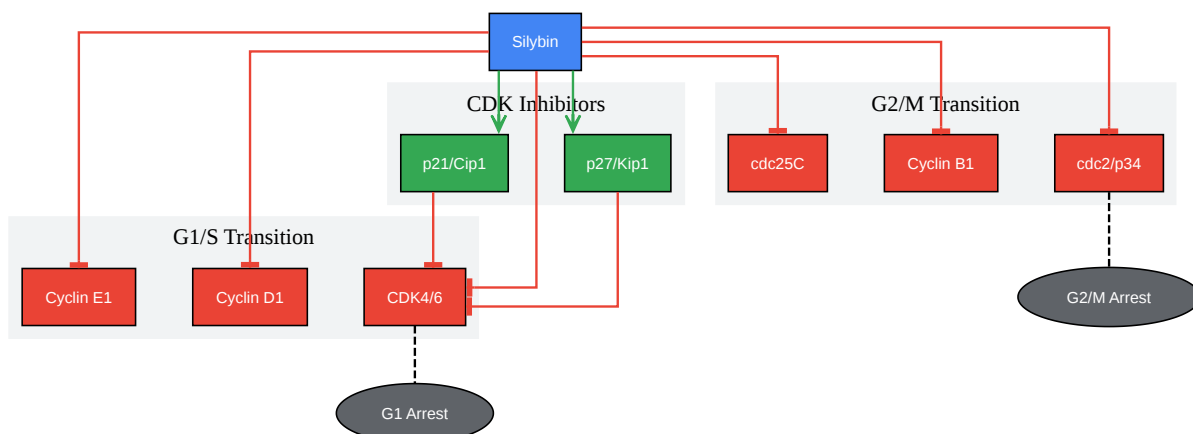 Silybin
CDK Inhibitors
G2/M Transition
p21/Cip1
p27/Kip1
cdc25C
Cyclin B1
cdc2/p34
G1/S Transition
Cyclin E1
Cyclin D1
CDK4/6
G2/M Arrest
G1 Arrest